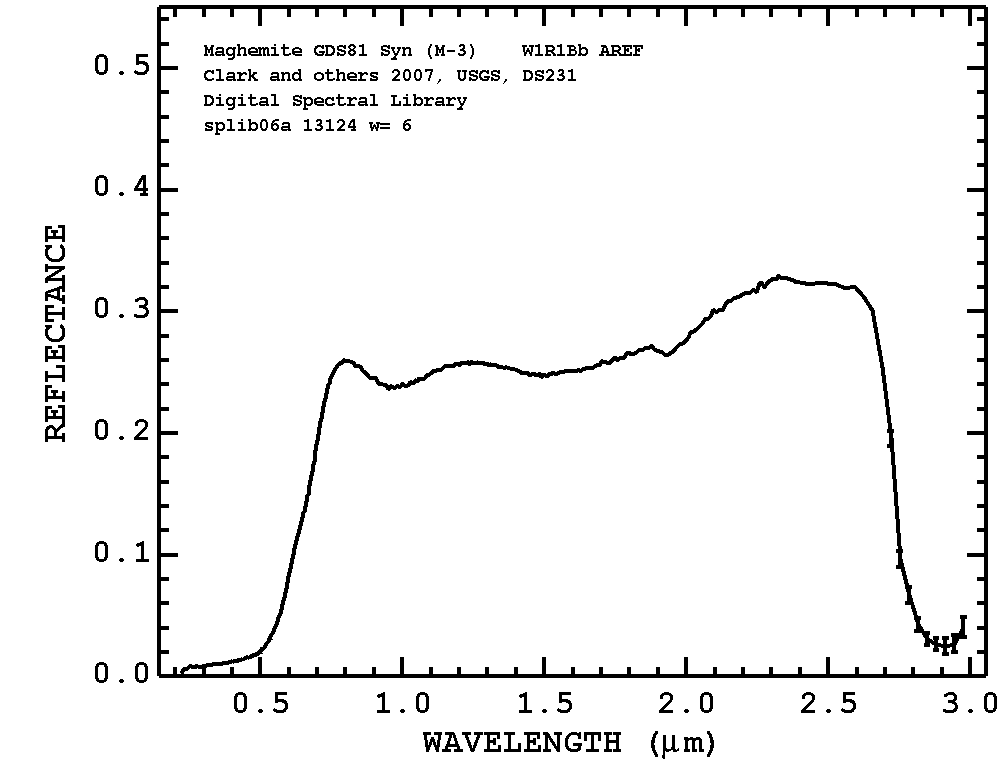 Maghemite GDS81 Syn (M-3) W1R1Bb AREF
Clark and others 2007, USGS, DS231
Digital Spectral Library
splib06a 13124 w= 6
REFLECTANCE
0.5
0.4
0.3
0.2
0.1
0.0
0.5 1.0 1.5 2.0 2.5 3.0
WAVELENGTH (μm)